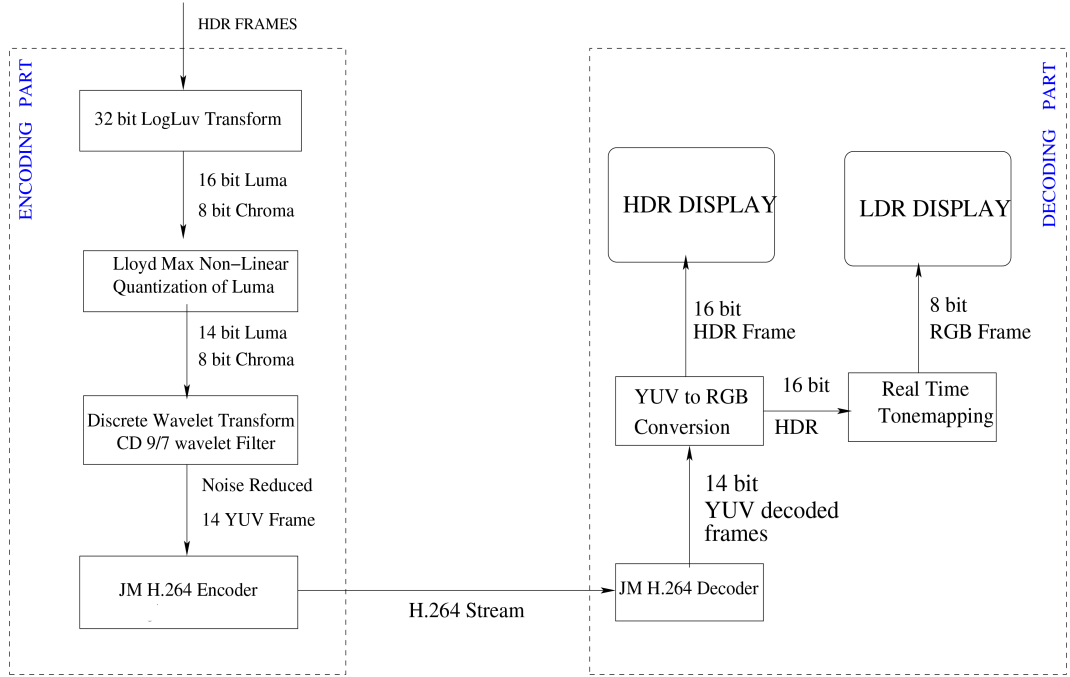 HDR FRAMES
ENCODING PART
32 bit LogLuv Transform
16 bit Luma
8 bit Chroma
Lloyd Max Non−Linear
Quantization of Luma
14 bit Luma
8 bit Chroma
Discrete Wavelet Transform
CD 9/7 wavelet Filter
Noise Reduced
14 YUV Frame
JM H.264 Encoder
H.264 Stream
DECODING PART
HDR DISPLAY
LDR DISPLAY
16 bit
HDR Frame
8 bit
RGB Frame
YUV to RGB
Conversion
16 bit
HDR
Real Time
Tonemapping
14 bit
YUV decoded
frames
JM H.264 Decoder